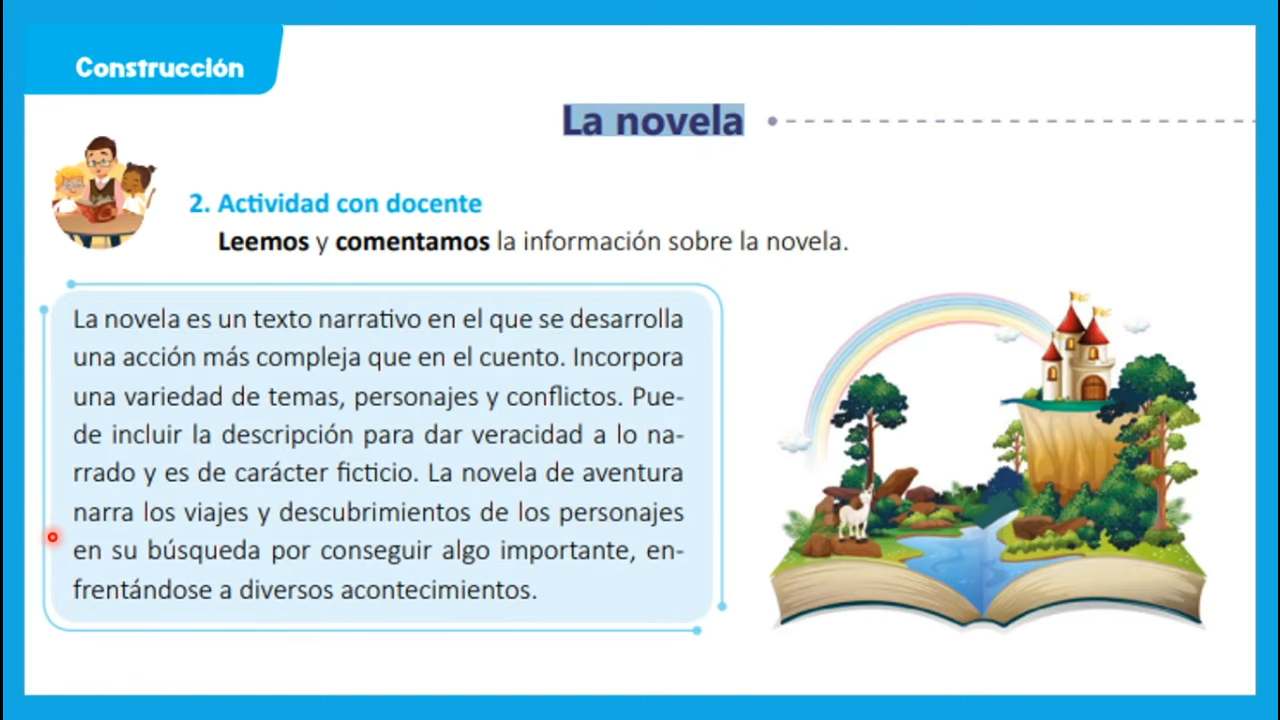 Construcción
La novela
2. Actividad con docente
Leemos y comentamos la información sobre la novela.
La novela es un texto narrativo en el que se desarrolla
una acción más compleja que en el cuento. Incorpora
una variedad de temas, personajes y conflictos. Pue-
de incluir la descripción para dar veracidad a lo na-
rrado y es de carácter ficticio. La novela de aventura
narra los viajes y descubrimientos de los personajes
en su búsqueda por conseguir algo importante, en-
frentándose a diversos acontecimientos.